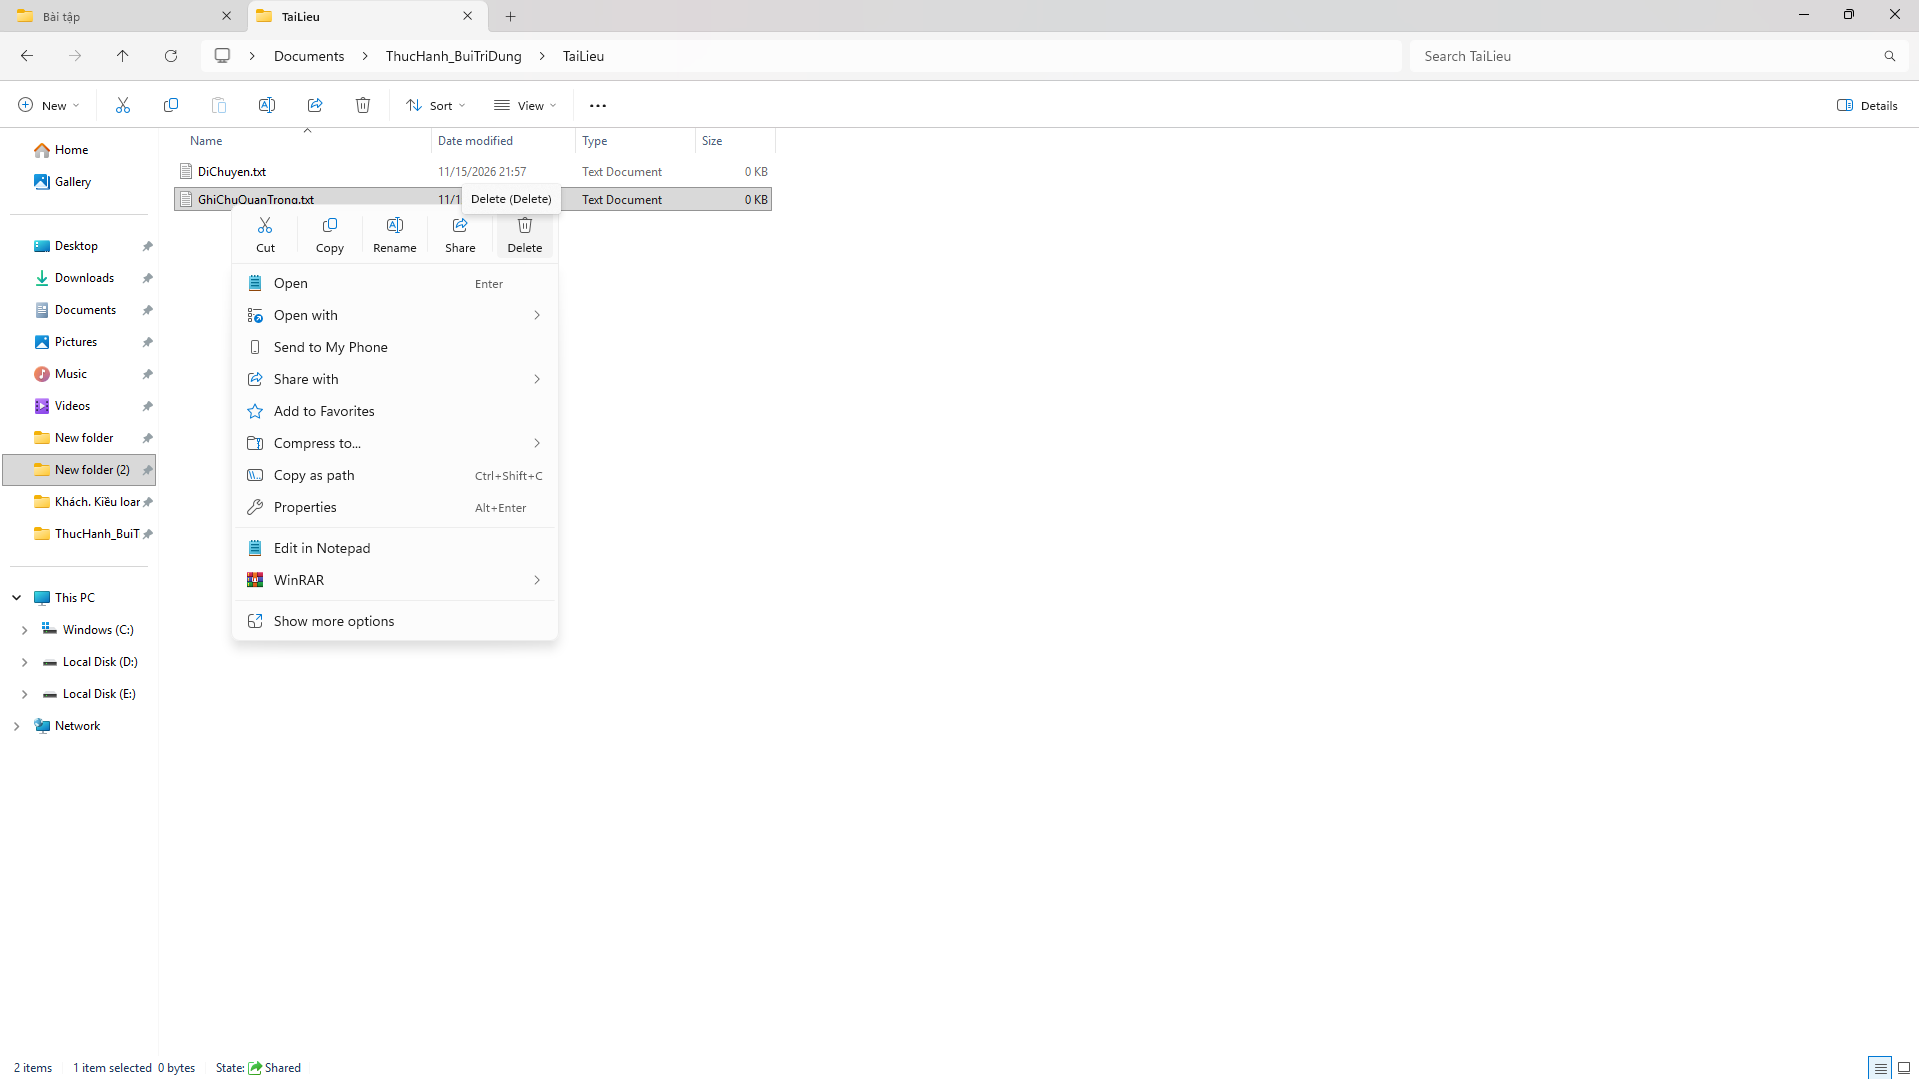 Bài tập
TaiLieu
Documents
ThucHanh_BuiTriDung
TaiLieu
Search TaiLieu
New
Sort
View
Details
Name
Date modified
Type
Size
DiChuyen.txt
11/15/2026 21:57
Text Document
0 KB
GhiChuQuanTrong.txt
11/1
Text Document
0 KB
Delete (Delete)
Cut
Copy
Rename
Share
Delete
Open
Enter
Open with
Send to My Phone
Share with
Add to Favorites
Compress to...
Copy as path
Ctrl+Shift+C
Properties
Alt+Enter
Edit in Notepad
WinRAR
Show more options
Home
Gallery
Desktop
Downloads
Documents
Pictures
Music
Videos
New folder
New folder (2)
Khách. Kiều loar
ThucHanh_BuiT
This PC
Windows (C:)
Local Disk (D:)
Local Disk (E:)
Network
2 items
1 item selected 0 bytes
State: Shared